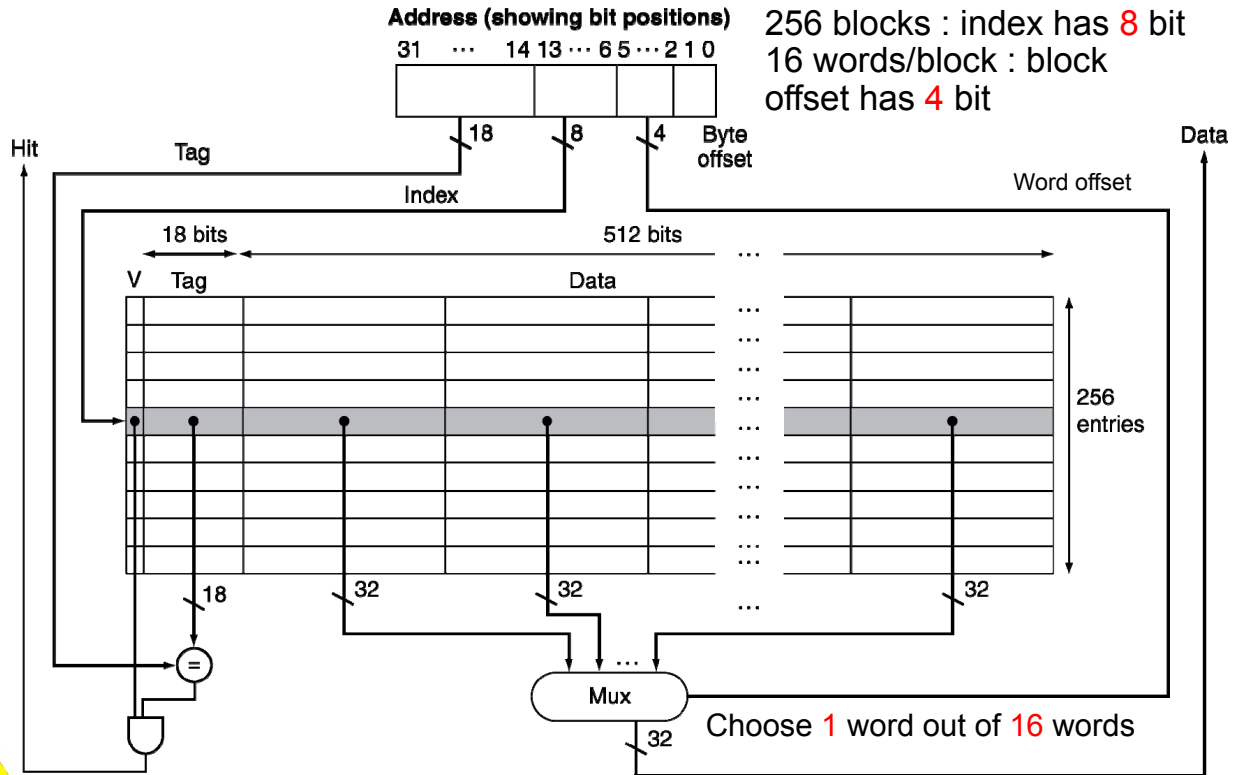 Address (showing bit positions)
31 ... 14 13 ... 6 5 ... 2 1 0
256 blocks : index has 8 bit
16 words/block : block
offset has 4 bit
18
8
4
Byte
offset
Hit
Tag
Data
Index
Word offset
18 bits
512 bits
...
V
Tag
Data
...
...
...
...
...
...
...
...
...
...
256
entries
18
32
32
...
32
=
...
Mux
Choose 1 word out of 16 words
32